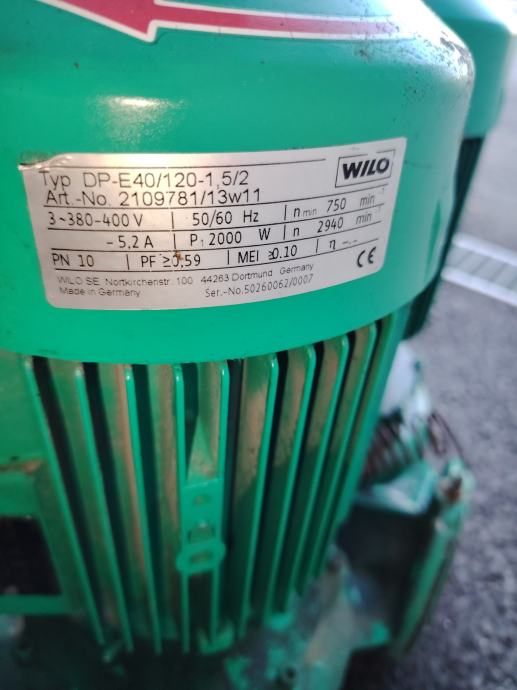 Typ DP-E40/120-1,5/2
WILO
Art.-No. 2109781/13w11
3~380-400 V 50/60 Hz n min 750 min⁻¹
-5,2 A P₁ 2000 W n 2940 min⁻¹
PN 10 PF ≥0,59 MEI ≥0.10 η -.-
WILO SE Nortkirchenstr. 100 44263 Dortmund Germany
Made in Germany Ser.-No.50260062/0007
CE